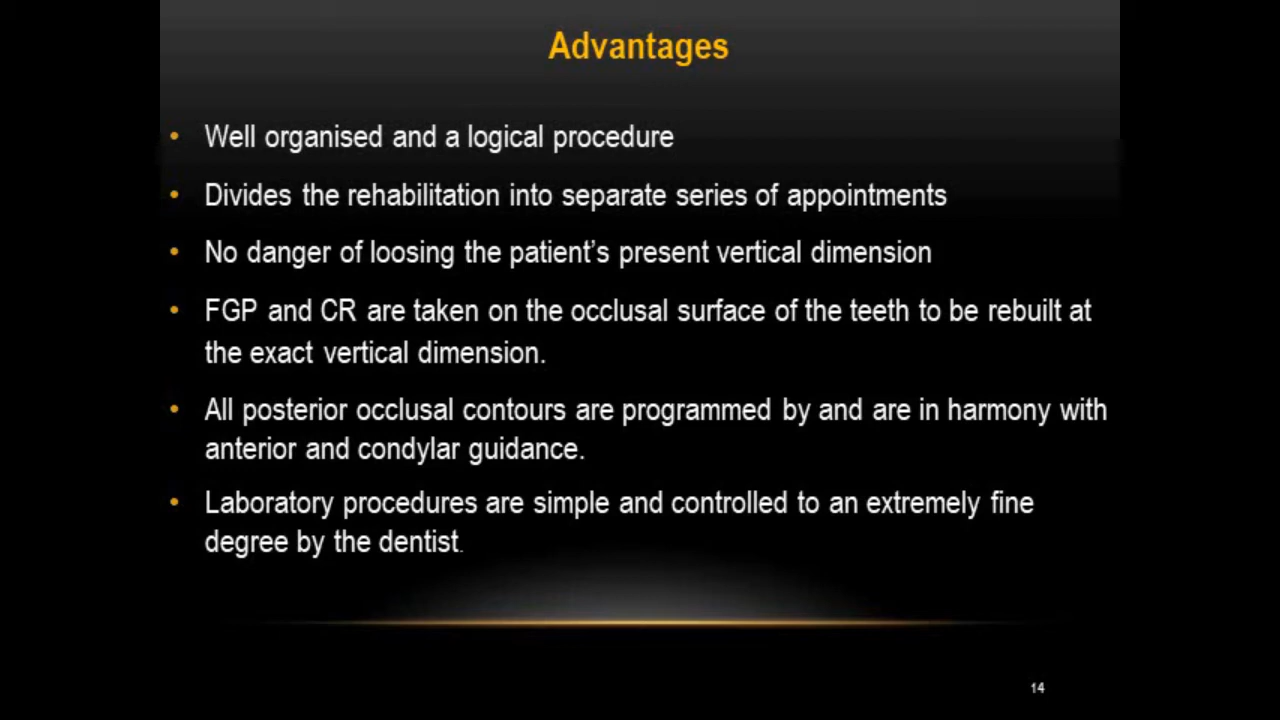 Advantages
• Well organised and a logical procedure
• Divides the rehabilitation into separate series of appointments
• No danger of loosing the patient’s present vertical dimension
• FGP and CR are taken on the occlusal surface of the teeth to be rebuilt at
the exact vertical dimension.
• All posterior occlusal contours are programmed by and are in harmony with
anterior and condylar guidance.
• Laboratory procedures are simple and controlled to an extremely fine
degree by the dentist.
14